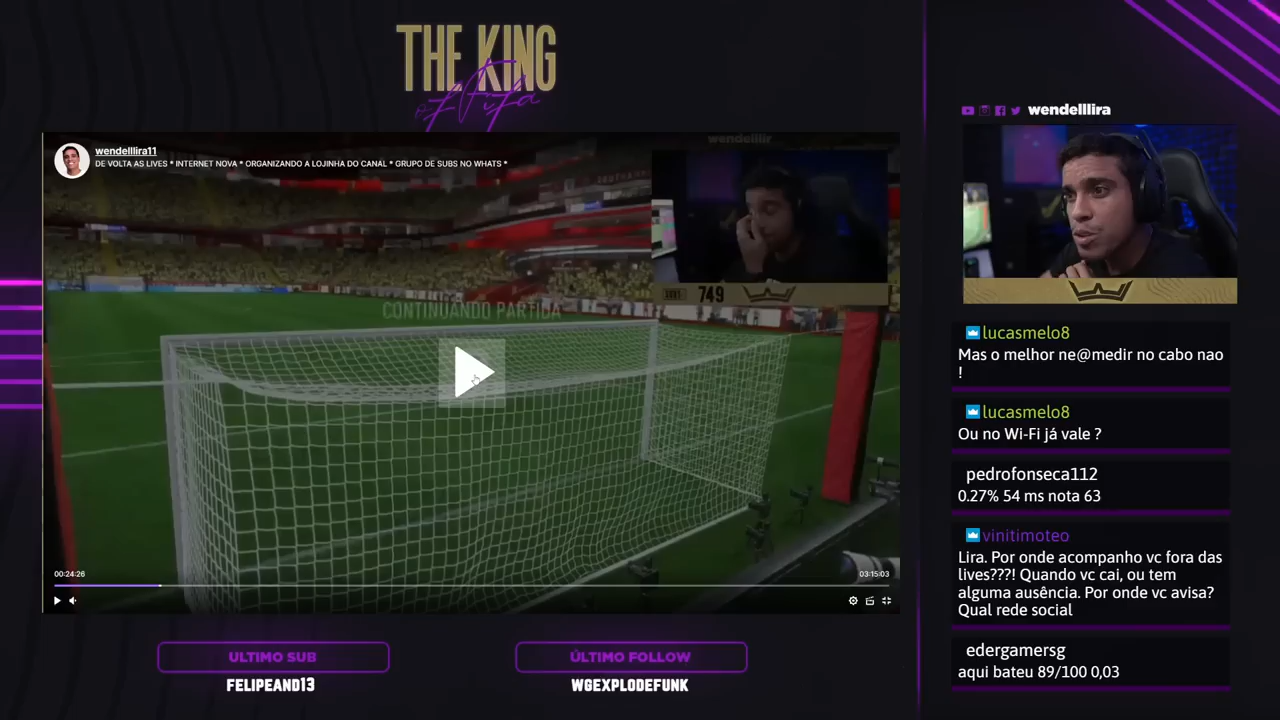 THE KING
of Fifa
wendelllira11
DE VOLTA AS LIVES * INTERNET NOVA * ORGANIZANDO A LOJINHA DO CANAL * GRUPO DE SUBS NO WHATS *
wendelllir
749
CONTINUANDO PARTIDA
00:24:26
03:15:03
ULTIMO SUB
FELIPEAND13
ÚLTIMO FOLLOW
WGEXPLODEFUNK
wendelllira
lucasmelo8
Mas o melhor ne@medir no cabo nao
!
lucasmelo8
Ou no Wi-Fi já vale ?
pedrofonseca112
0.27% 54 ms nota 63
vinitimoteo
Lira. Por onde acompanho vc fora das
lives???! Quando vc cai, ou tem
alguma ausência. Por onde vc avisa?
Qual rede social
edergamersg
aqui bateu 89/100 0,03